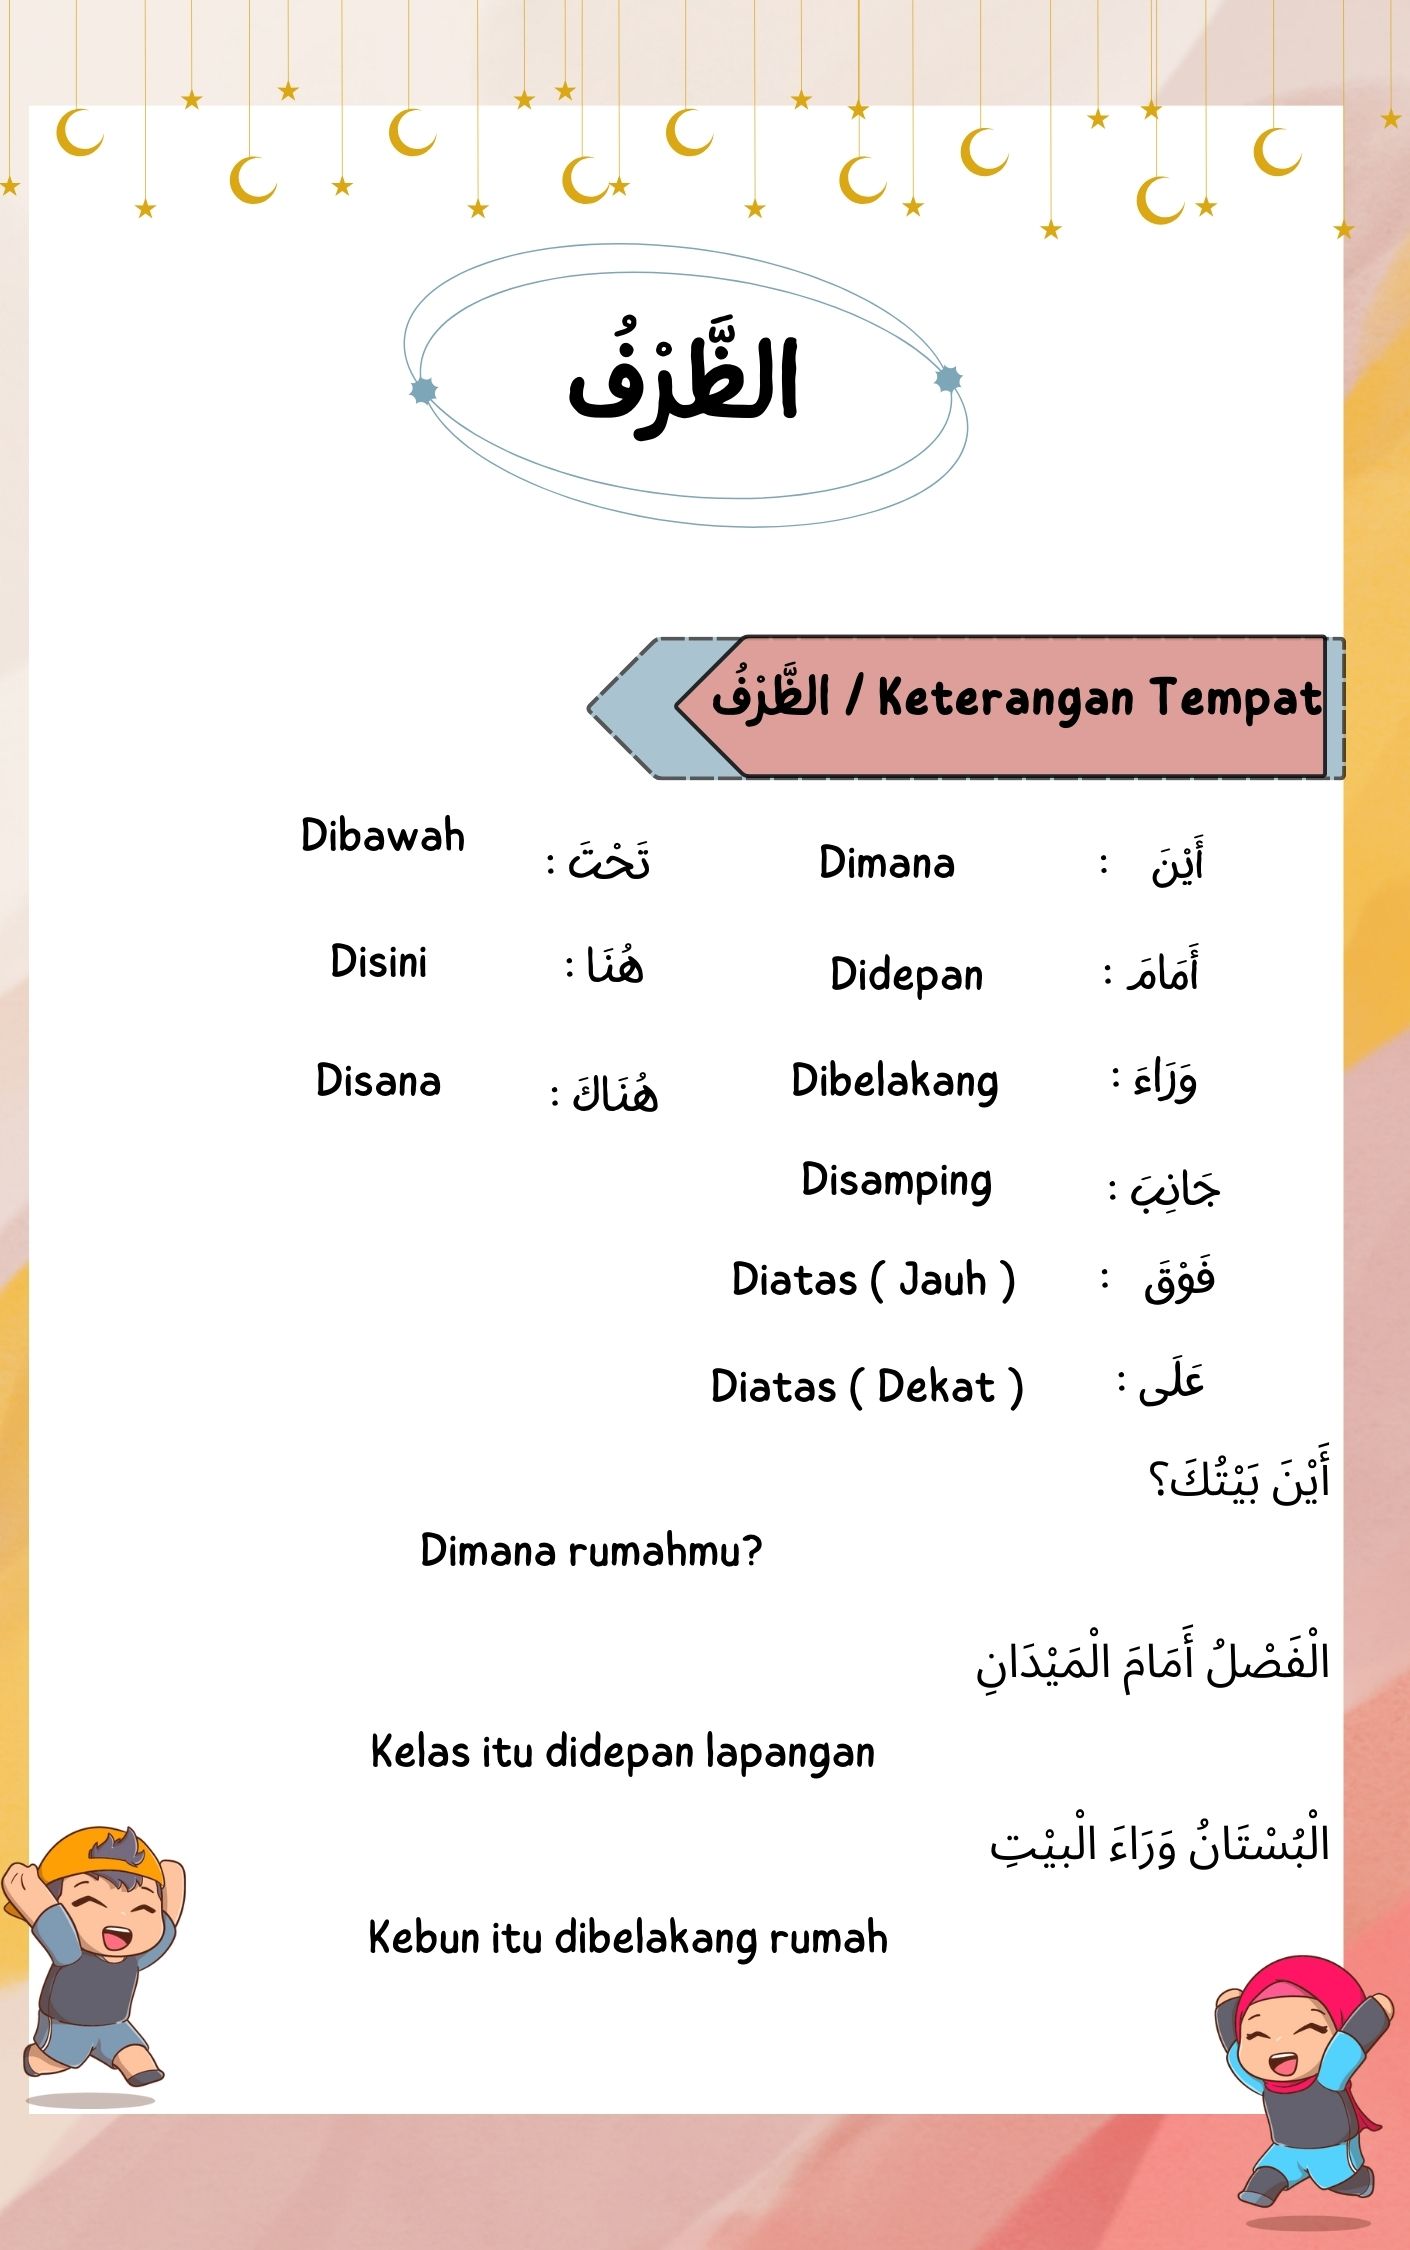 الظَّرْفُ
الظَّرْفُ / Keterangan Tempat
أَيْنَ : Dimana
أَمَامَ : Didepan
وَرَاءَ : Dibelakang
جَانِبَ : Disamping
فَوْقَ : Diatas ( Jauh )
عَلَى : Diatas ( Dekat )
تَحْتَ : Dibawah
هُنَا : Disini
هُنَاكَ : Disana
أَيْنَ بَيْتُكَ؟
Dimana rumahmu?
الْفَصْلُ أَمَامَ الْمَيْدَانِ
Kelas itu didepan lapangan
الْبُسْتَانُ وَرَاءَ الْبيْتِ
Kebun itu dibelakang rumah